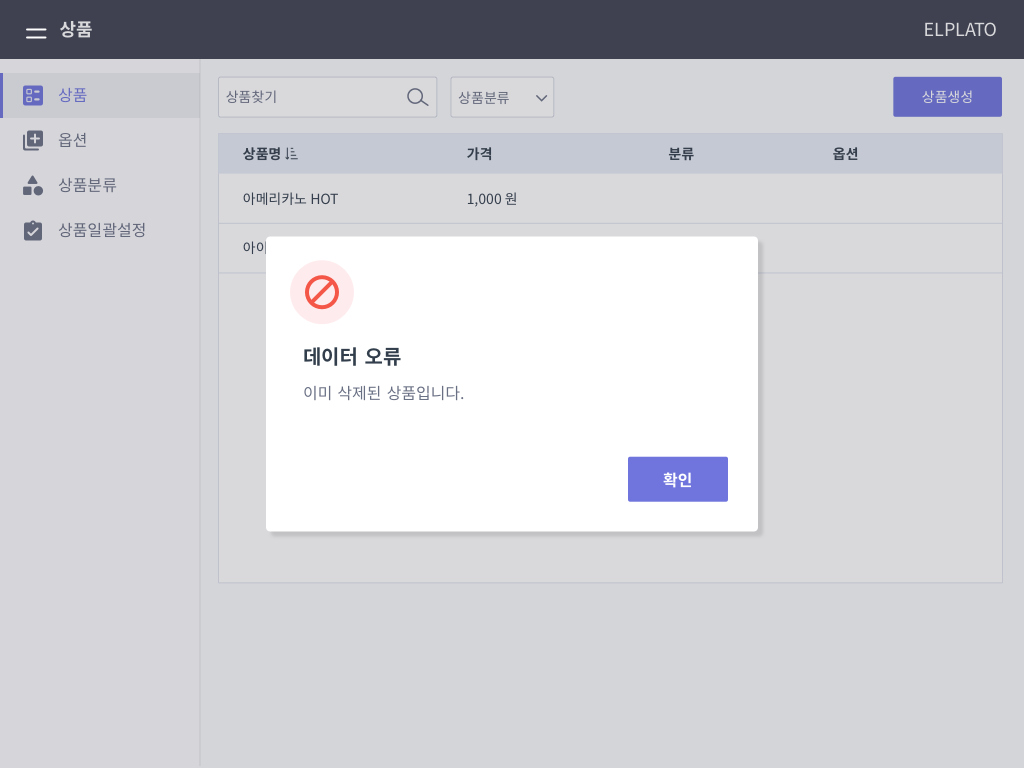 상품
ELPLATO
상품
옵션
상품분류
상품일괄설정
상품찾기
상품분류
상품생성
상품명 가격 분류 옵션
아메리카노 HOT 1,000 원
데이터 오류
이미 삭제된 상품입니다.
확인